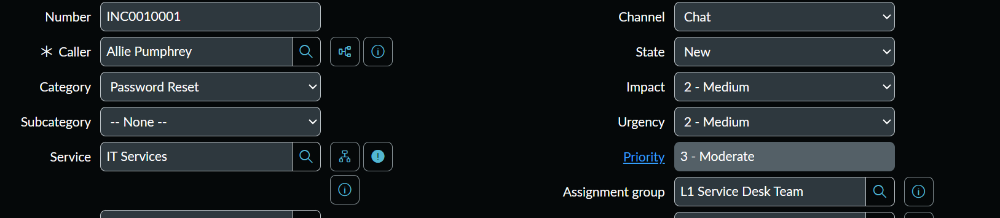 Number INC0010001
Caller Allie Pumphrey
Category Password Reset
Subcategory -- None --
Service IT Services
Channel Chat
State New
Impact 2 - Medium
Urgency 2 - Medium
Priority 3 - Moderate
Assignment group L1 Service Desk Team